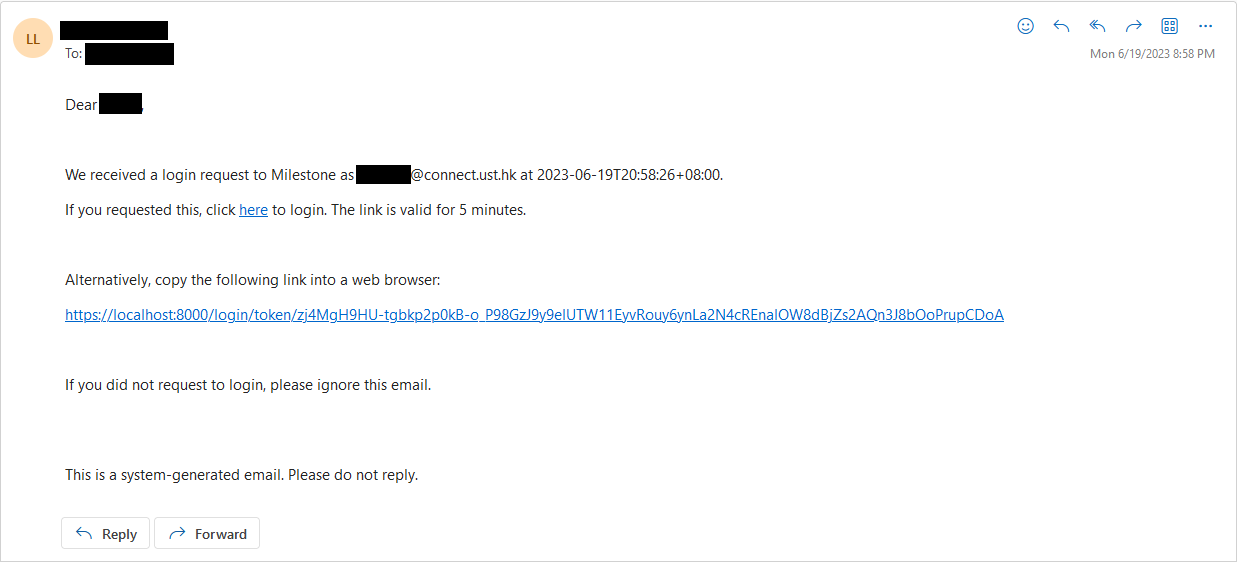 LL
To:
Mon 6/19/2023 8:58 PM
Dear ,
We received a login request to Milestone as @connect.ust.hk at 2023-06-19T20:58:26+08:00.
If you requested this, click here to login. The link is valid for 5 minutes.
Alternatively, copy the following link into a web browser:
https://localhost:8000/login/token/zj4MgH9HU-tgbkp2p0kB-o_P98GzJ9y9elUTW11EyvRouy6ynLa2N4cREnalOW8dBjZs2AQn3J8bOoPrupCDoA
If you did not request to login, please ignore this email.
This is a system-generated email. Please do not reply.
Reply
Forward